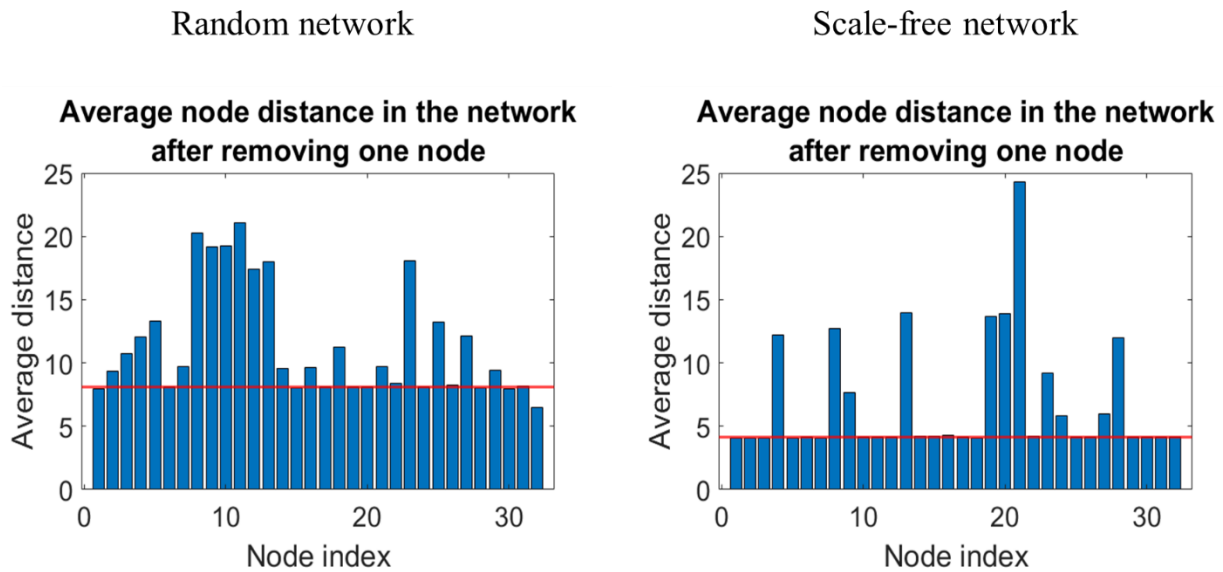 Random network
Scale-free network
Average node distance in the network
after removing one node
25
20
15
10
5
0
Average distance
0
10
20
30
Node index
Average node distance in the network
after removing one node
25
20
15
10
5
0
Average distance
0
10
20
30
Node index